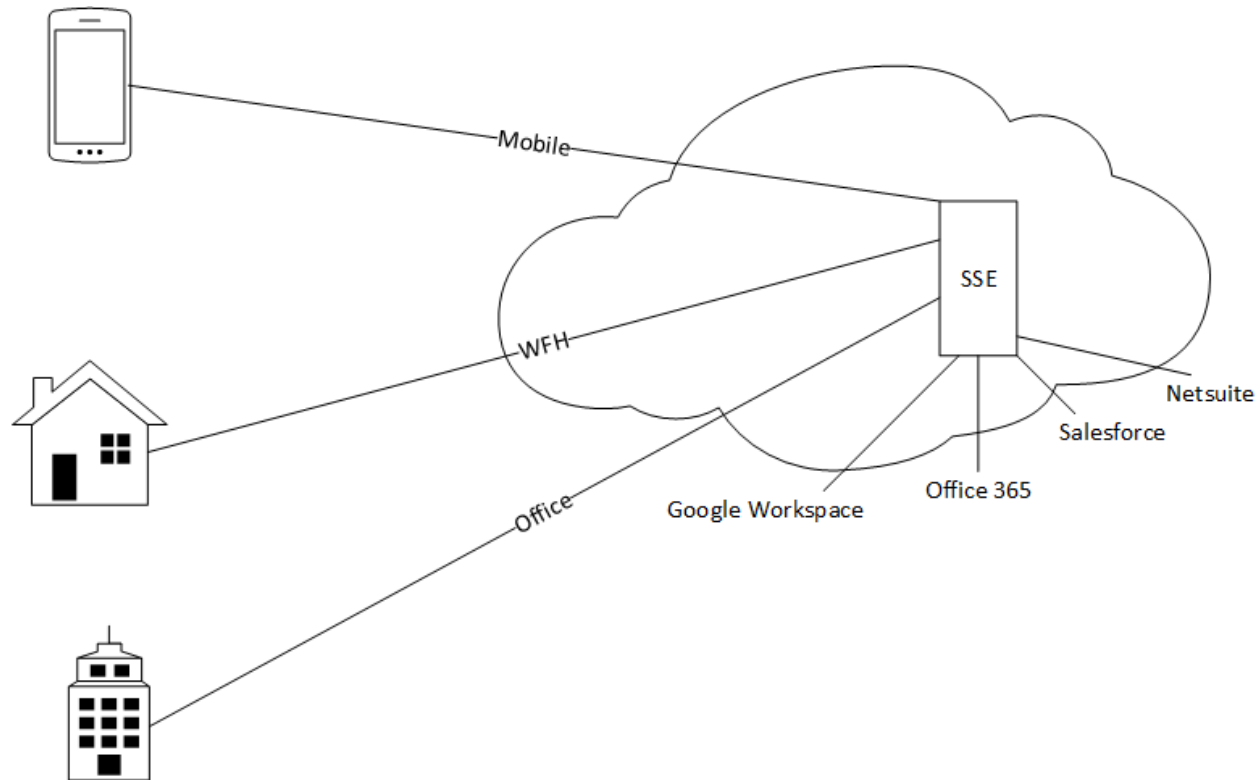 Mobile
SSE
WFH
Netsuite
Salesforce
Office 365
Google Workspace
Office